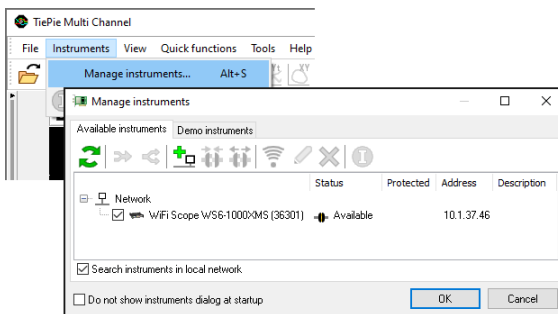 TiePie Multi Channel
File Instruments View Quick functions Tools Help
Manage instruments... Alt+S
Manage instruments
Available instruments Demo instruments
Status Protected Address Description
Network
WiFi Scope WS6-1000XMS (36301) Available 10.1.37.46
Search instruments in local network
Do not show instruments dialog at startup
OK Cancel